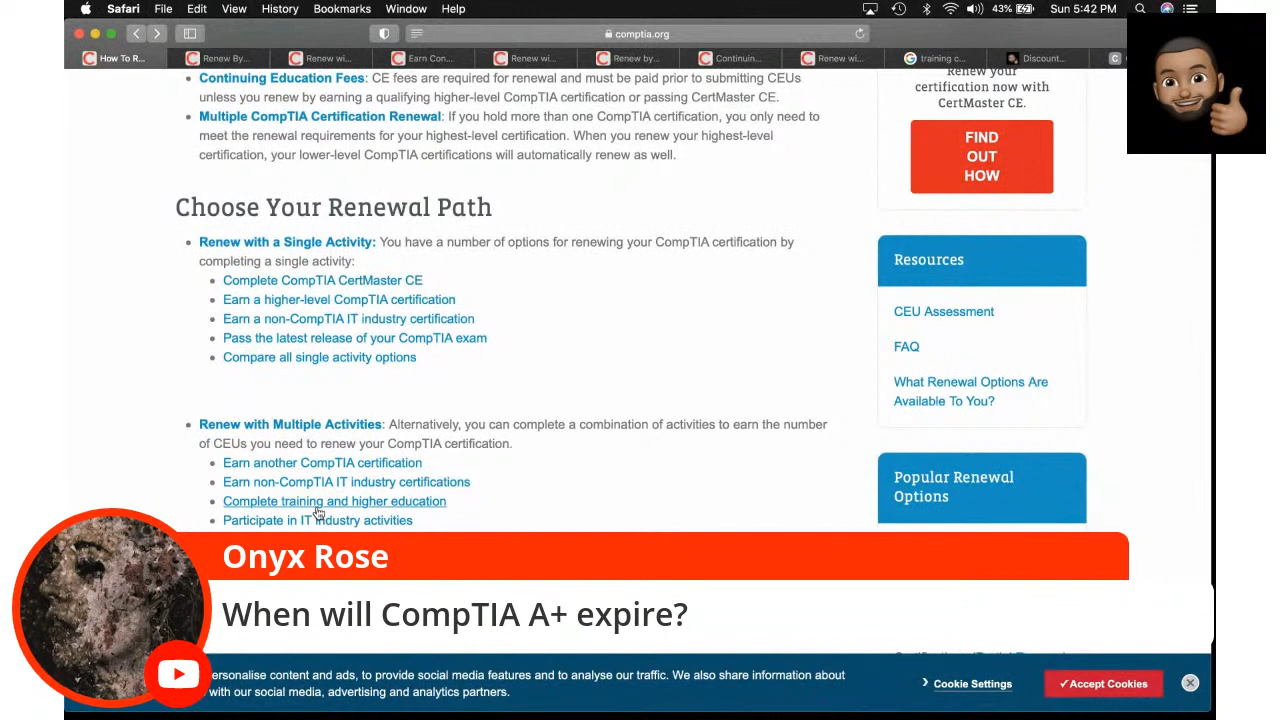 Safari File Edit View History Bookmarks Window Help 43% Sun 5:42 PM
comptia.org
How To R... Renew By... Renew wi... Earn Con... Renew wi... Renew by... Continuin... Renew wi... training c... Discount...
Continuing Education Fees: CE fees are required for renewal and must be paid prior to submitting CEUs
unless you renew by earning a qualifying higher-level CompTIA certification or passing CertMaster CE.
Multiple CompTIA Certification Renewal: If you hold more than one CompTIA certification, you only need to
meet the renewal requirements for your highest-level certification. When you renew your highest-level
certification, your lower-level CompTIA certifications will automatically renew as well.
Choose Your Renewal Path
Renew with a Single Activity: You have a number of options for renewing your CompTIA certification by
completing a single activity:
Complete CompTIA CertMaster CE
Earn a higher-level CompTIA certification
Earn a non-CompTIA IT industry certification
Pass the latest release of your CompTIA exam
Compare all single activity options
Renew with Multiple Activities: Alternatively, you can complete a combination of activities to earn the number
of CEUs you need to renew your CompTIA certification.
Earn another CompTIA certification
Earn non-CompTIA IT industry certifications
Complete training and higher education
Participate in IT industry activities
Renew your
certification now with
CertMaster CE.
FIND
OUT
HOW
Resources
CEU Assessment
FAQ
What Renewal Options Are
Available To You?
Popular Renewal
Options
Onyx Rose
When will CompTIA A+ expire?
ersonalise content and ads, to provide social media features and to analyse our traffic. We also share information about
with our social media, advertising and analytics partners.
Cookie Settings
✓Accept Cookies